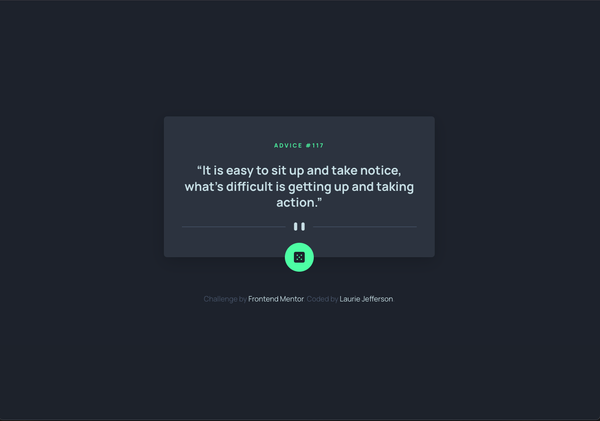 ADVICE #117
“It is easy to sit up and take notice,
what's difficult is getting up and taking
action.”
Challenge by Frontend Mentor. Coded by Laurie Jefferson.